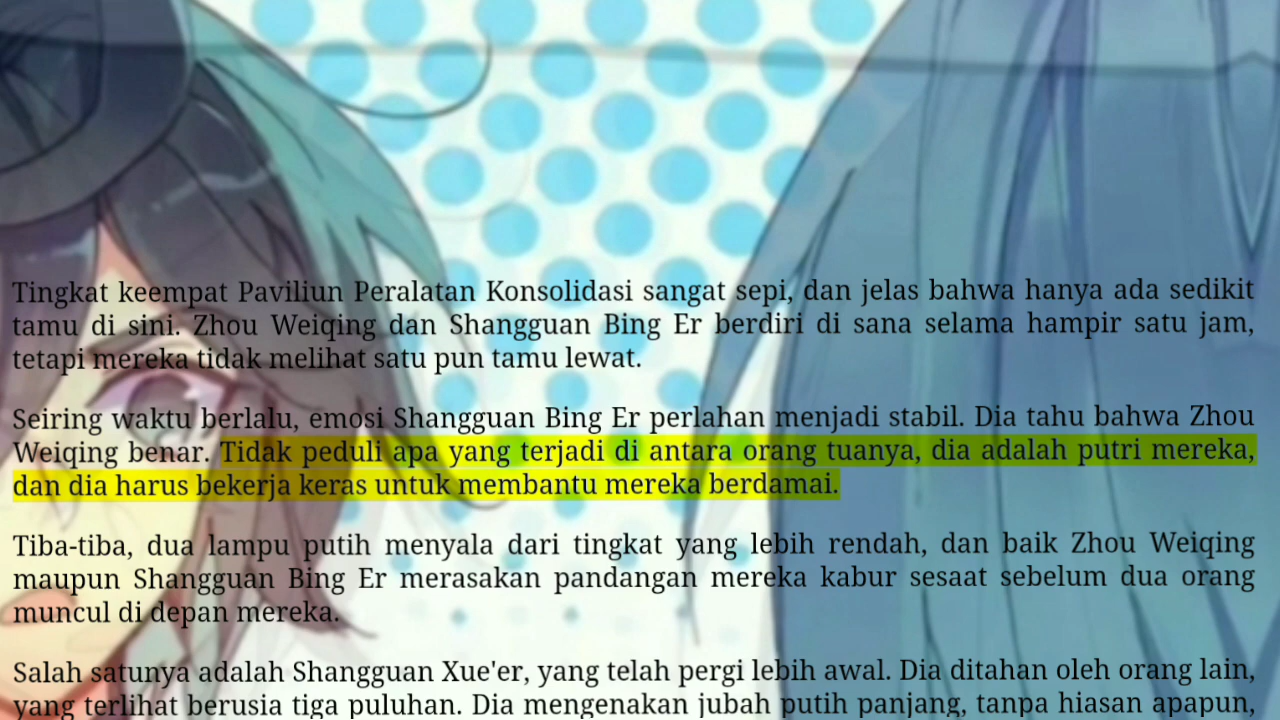 Tingkat keempat Paviliun Peralatan Konsolidasi sangat sepi, dan jelas bahwa hanya ada sedikit
tamu di sini. Zhou Weiqing dan Shangguan Bing Er berdiri di sana selama hampir satu jam,
tetapi mereka tidak melihat satu pun tamu lewat.
Seiring waktu berlalu, emosi Shangguan Bing Er perlahan menjadi stabil. Dia tahu bahwa Zhou
Weiqing benar. Tidak peduli apa yang terjadi di antara orang tuanya, dia adalah putri mereka,
dan dia harus bekerja keras untuk membantu mereka berdamai.
Tiba-tiba, dua lampu putih menyala dari tingkat yang lebih rendah, dan baik Zhou Weiqing
maupun Shangguan Bing Er merasakan pandangan mereka kabur sesaat sebelum dua orang
muncul di depan mereka.
Salah satunya adalah Shangguan Xue'er, yang telah pergi lebih awal. Dia ditahan oleh orang lain,
yang terlihat berusia tiga puluhan. Dia mengenakan jubah putih panjang, tanpa hiasan apapun,